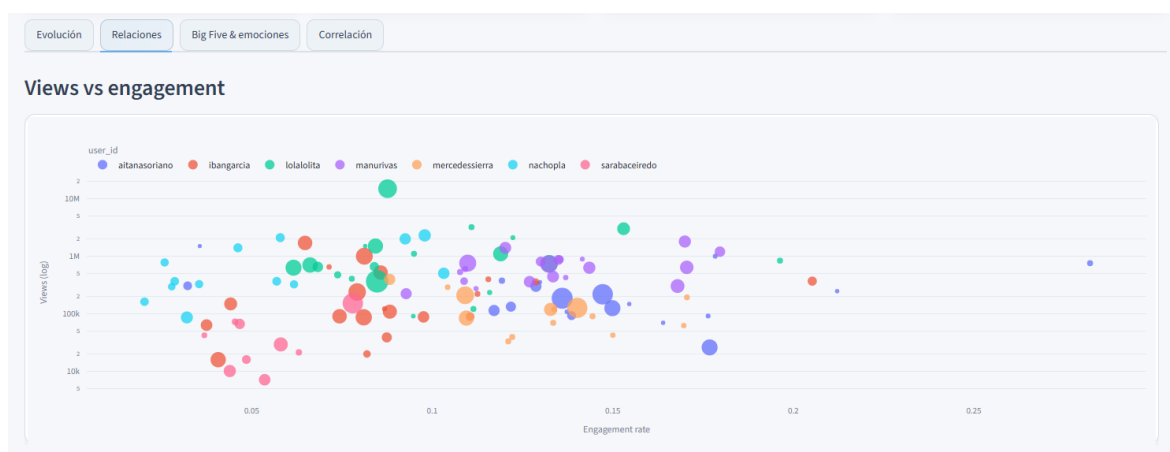 Evolución Relaciones Big Five & emociones Correlación
Views vs engagement
user_id
aitanasoriano ibangarcia lolalolita manurivas mercedessierra nachopla sarabaceiredo
2
10M
5
2
1M
5
2
100k
5
2
10k
5
Views (log)
0.05 0.1 0.15 0.2 0.25
Engagement rate